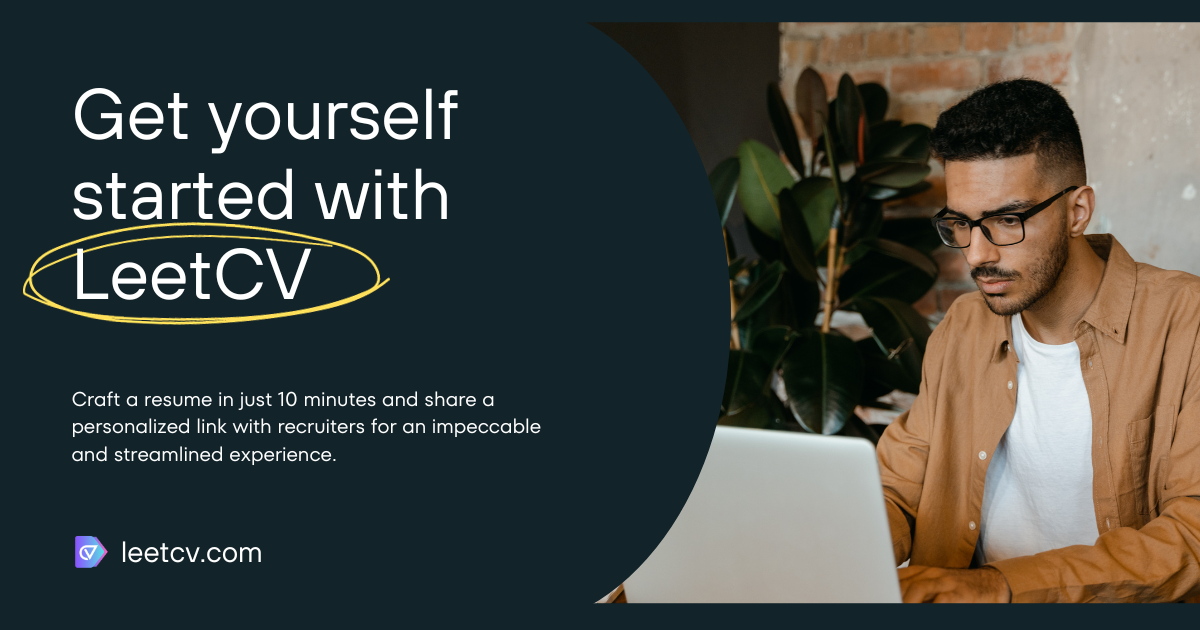 Get yourself
started with
LeetCV
Craft a resume in just 10 minutes and share a
personalized link with recruiters for an impeccable
and streamlined experience.
leetcv.com